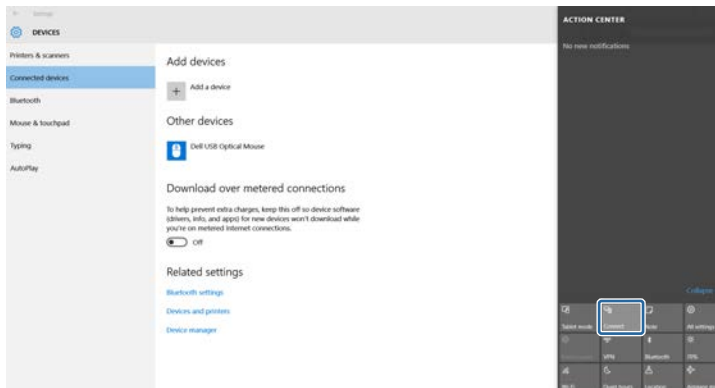 Settings
DEVICES
Printers & scanners
Connected devices
Bluetooth
Mouse & touchpad
Typing
AutoPlay
Add devices
Add a device
Other devices
Dell USB Optical Mouse
Download over metered connections
To help prevent extra charges, keep this off so device software
(drivers, info, and apps) for new devices won't download while
you're on metered Internet connections.
Off
Related settings
Bluetooth settings
Devices and printers
Device manager
ACTION CENTER
No new notifications
Collapse
Tablet mode
Connect
Note
All settings
VPN
Bluetooth
70%
Wi-Fi
Quiet hours
Location